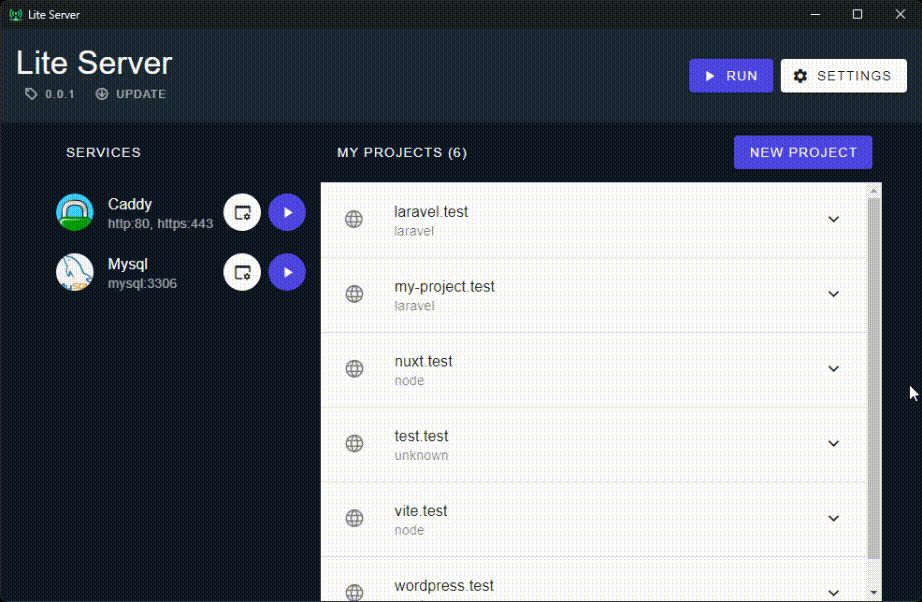 Lite Server
Lite Server
0.0.1 UPDATE
RUN
SETTINGS
SERVICES
Caddy
http:80, https:443
Mysql
mysql:3306
MY PROJECTS (6)
NEW PROJECT
laravel.test
laravel
my-project.test
laravel
nuxt.test
node
test.test
unknown
vite.test
node
wordpress.test